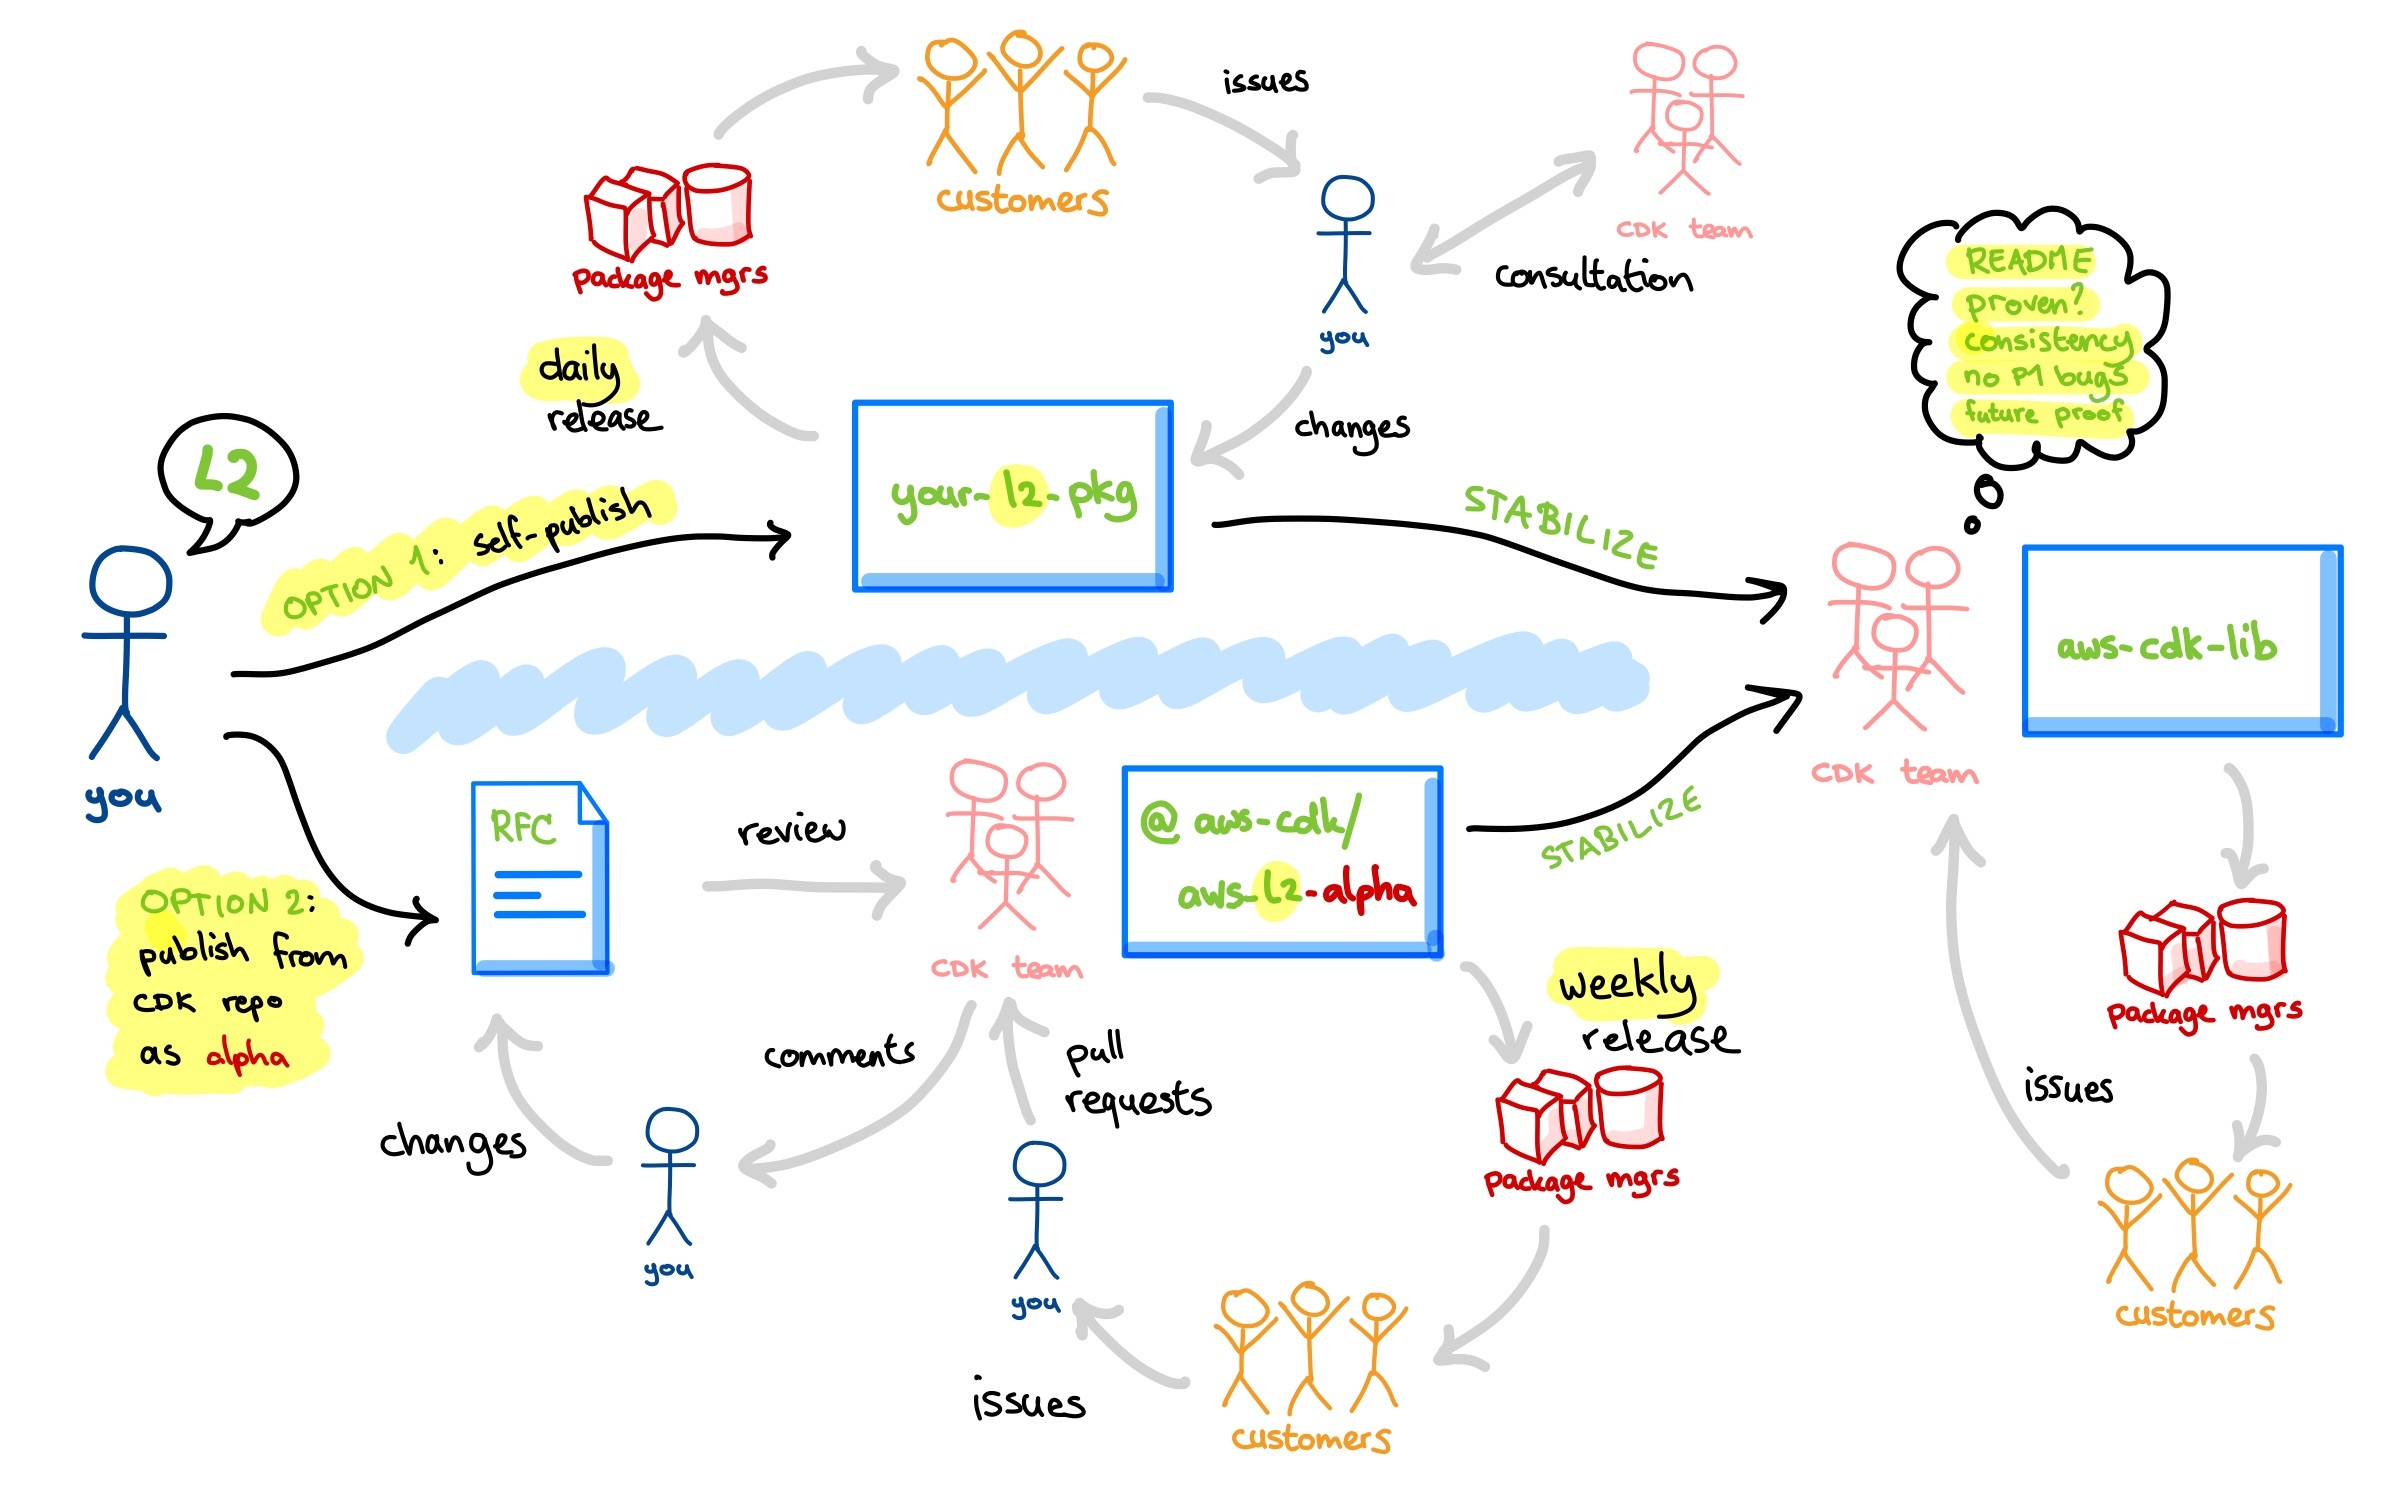 customers
issues
CDK team
package mgrs
consultation
you
daily
release
changes
README
proven?
consistency
no PM bugs
future proof
L2
OPTION 1: self-publish
your-l2-pkg
STABILIZE
you
aws-cdk-lib
CDK team
OPTION 2:
publish from
CDK repo
as alpha
RFC
review
CDK team
@aws-cdk/
aws-L2-alpha
STABILIZE
weekly
release
package mgrs
comments
pull
requests
changes
you
you
issues
customers
package mgrs
issues
customers